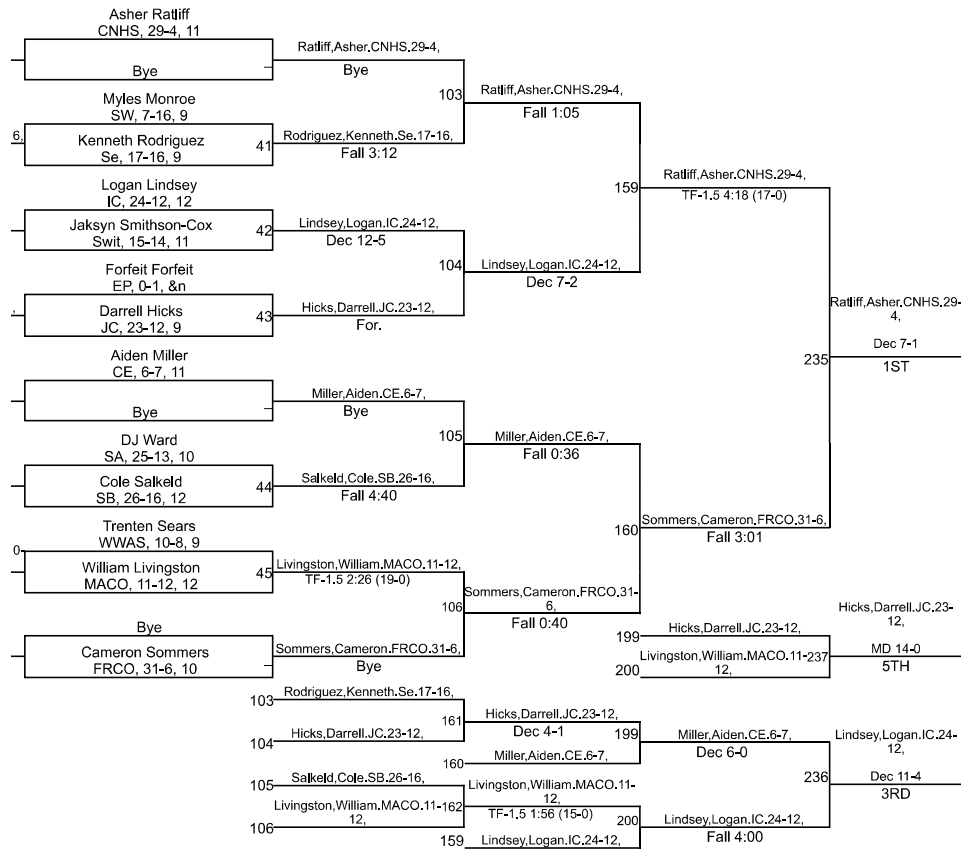 Asher Ratliff
CNHS, 29-4, 11
Bye
Ratliff,Asher.CNHS.29-4,
Bye
103
Ratliff,Asher.CNHS.29-4,
Fall 1:05
Myles Monroe
SW, 7-16, 9
6,
Kenneth Rodriguez
Se, 17-16, 9
41
Rodriguez,Kenneth.Se.17-16,
Fall 3:12
159
Ratliff,Asher.CNHS.29-4,
TF-1.5 4:18 (17-0)
Logan Lindsey
IC, 24-12, 12
Jaksyn Smithson-Cox
Swit, 15-14, 11
42
Lindsey,Logan.IC.24-12,
Dec 12-5
104
Lindsey,Logan.IC.24-12,
Dec 7-2
Forfeit Forfeit
EP, 0-1, &n
,
Darrell Hicks
JC, 23-12, 9
43
Hicks,Darrell.JC.23-12,
For.
Ratliff,Asher.CNHS.29-
4,
235
Dec 7-1
1ST
Aiden Miller
CE, 6-7, 11
Bye
Miller,Aiden.CE.6-7,
Bye
105
Miller,Aiden.CE.6-7,
Fall 0:36
DJ Ward
SA, 25-13, 10
Cole Salkeld
SB, 26-16, 12
44
Salkeld,Cole.SB.26-16,
Fall 4:40
160
Sommers,Cameron.FRCO.31-6,
Fall 3:01
Trenten Sears
WWAS, 10-8, 9
0
William Livingston
MACO, 11-12, 12
45
Livingston,William.MACO.11-12,
TF-1.5 2:26 (19-0)
106
Sommers,Cameron.FRCO.31-
6,
Fall 0:40
Bye
Cameron Sommers
FRCO, 31-6, 10
Sommers,Cameron.FRCO.31-6,
Bye
199
Hicks,Darrell.JC.23-12,
200
Livingston,William.MACO.11-
12,
237
Hicks,Darrell.JC.23-
12,
MD 14-0
5TH
103
Rodriguez,Kenneth.Se.17-16,
104
Hicks,Darrell.JC.23-12,
161
Hicks,Darrell.JC.23-12,
Dec 4-1
160
Miller,Aiden.CE.6-7,
199
Miller,Aiden.CE.6-7,
Dec 6-0
105
Salkeld,Cole.SB.26-16,
106
Livingston,William.MACO.11-
12,
162
Livingston,William.MACO.11-
12,
TF-1.5 1:56 (15-0)
159
Lindsey,Logan.IC.24-12,
200
Lindsey,Logan.IC.24-12,
Fall 4:00
236
Lindsey,Logan.IC.24-
12,
Dec 11-4
3RD